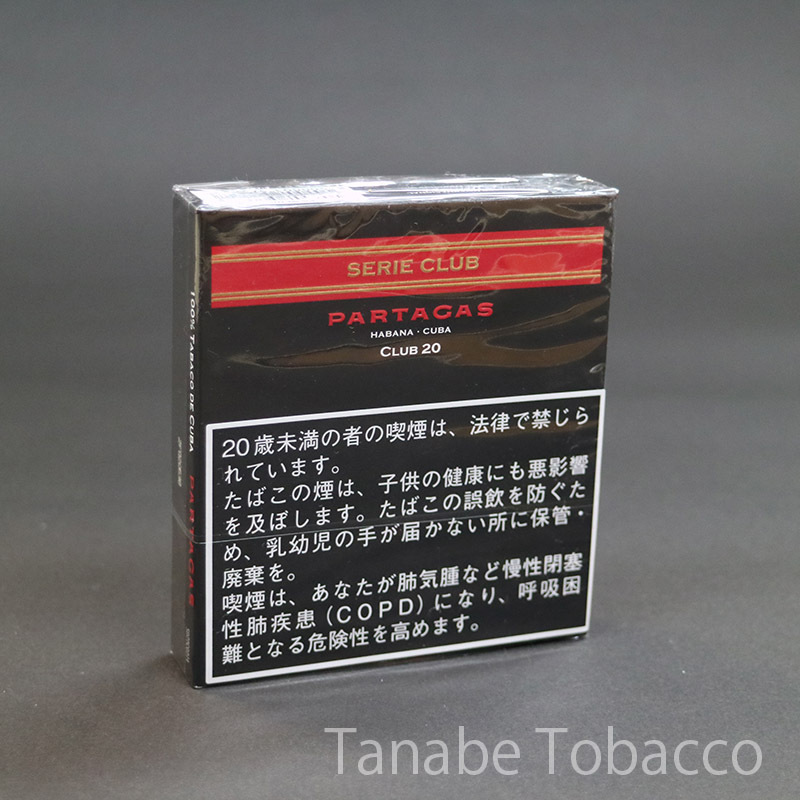 SERIE CLUB
PARTAGAS
HABANA · CUBA
CLUB 20
20歳未満の者の喫煙は、法律で禁じら
れています。
たばこの煙は、子供の健康にも悪影響
を及ぼします。たばこの誤飲を防ぐた
め、乳幼児の手が届かない所に保管・
廃棄を。
喫煙は、あなたが肺気腫など慢性閉塞
性肺疾患(COPD)になり、呼吸困
難となる危険性を高めます。
100% TABACO DE CUBA
PARTAGAS
Tanabe Tobacco